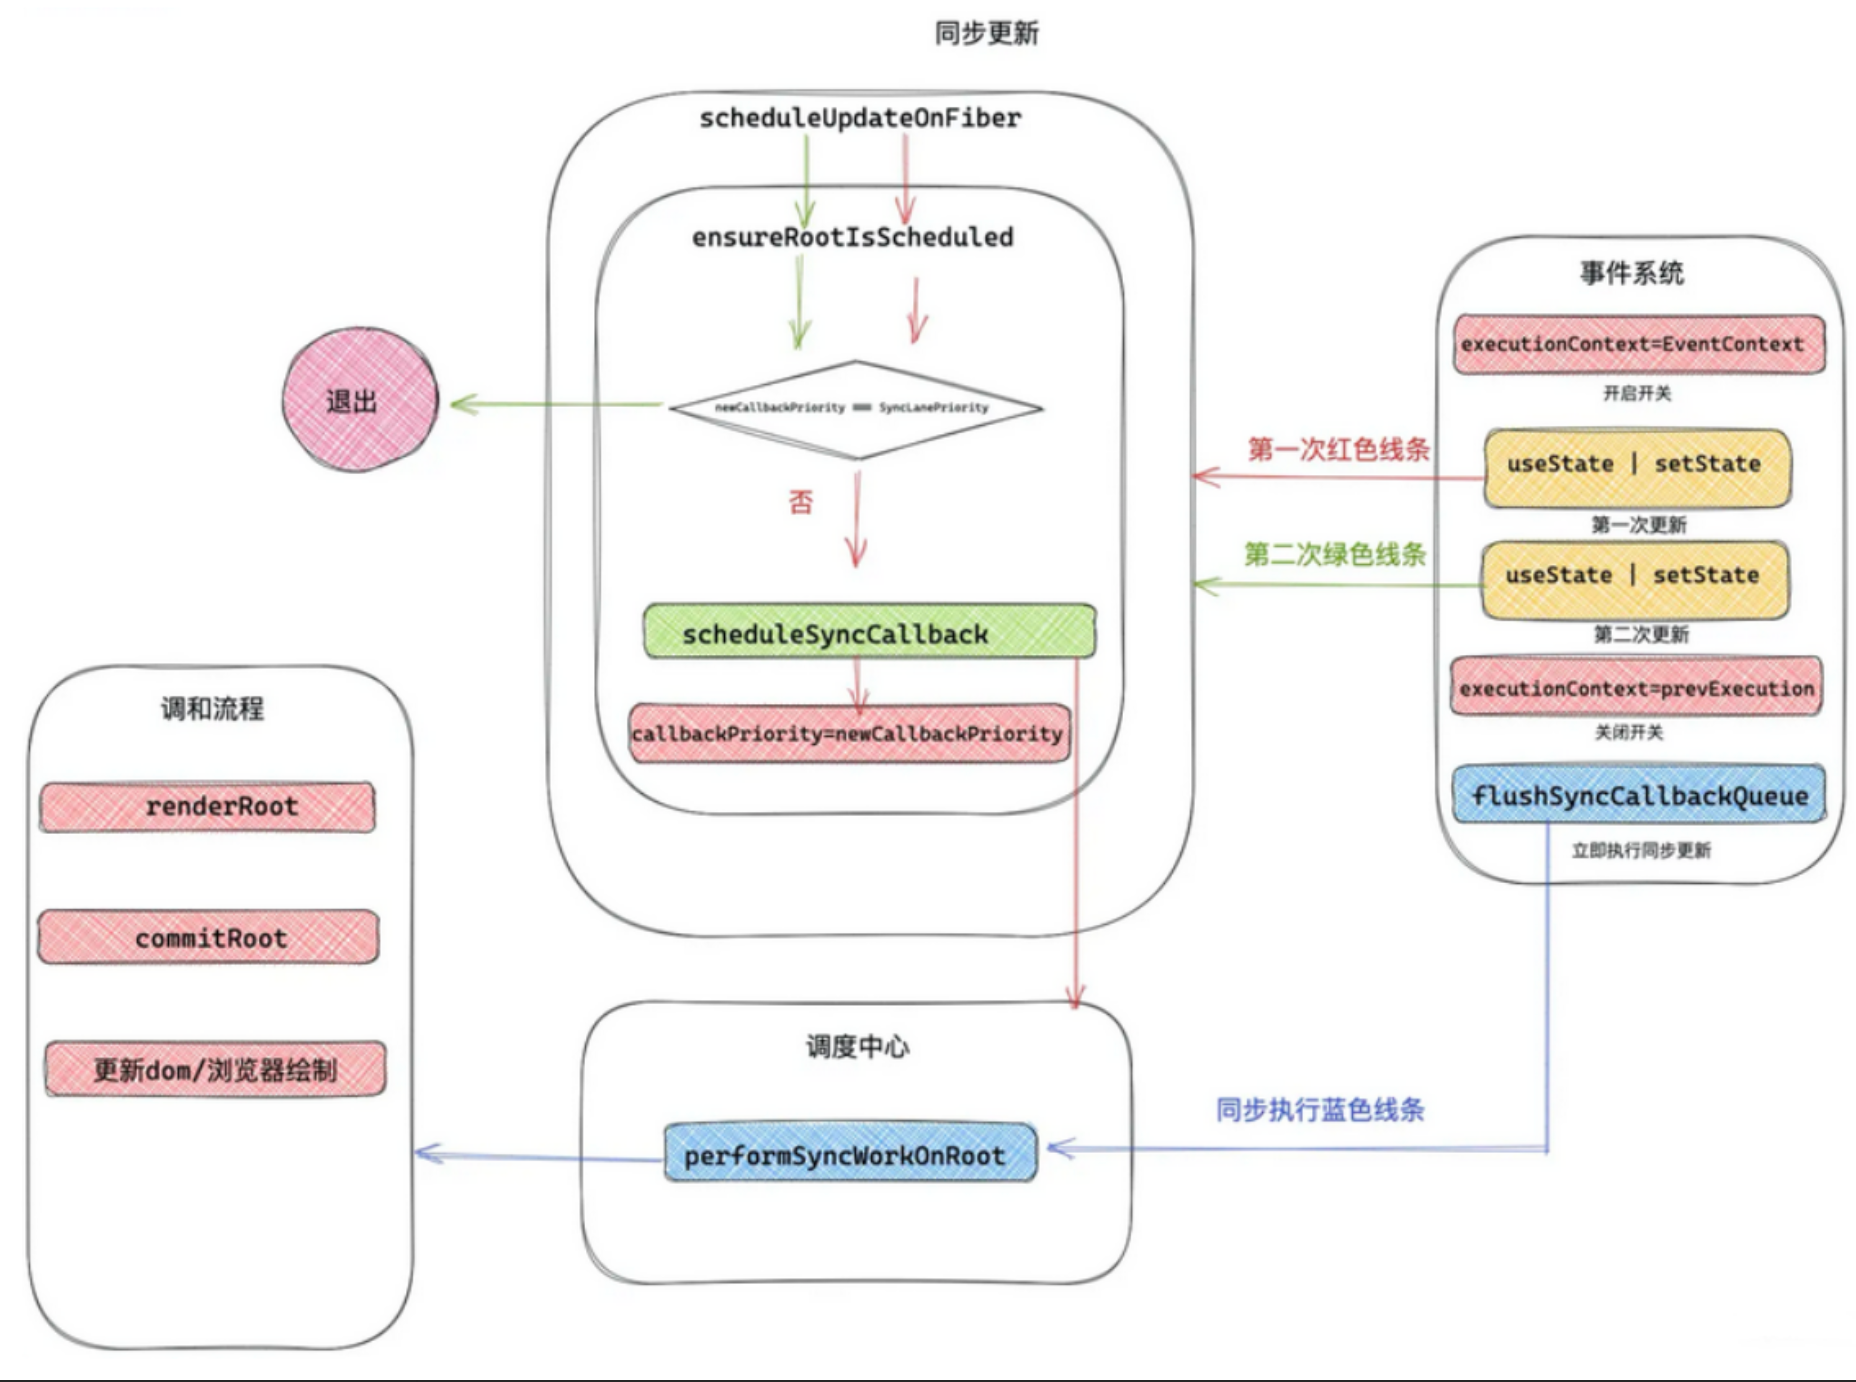 同步更新
scheduleUpdateOnFiber
ensureRootIsScheduled
newCallbackPriority === SyncLanePriority
退出
否
scheduleSyncCallback
callbackPriority=newCallbackPriority
事件系统
executionContext=EventContext
开启开关
第一次红色线条
useState | setState
第一次更新
第二次绿色线条
useState | setState
第二次更新
executionContext=prevExecution
关闭开关
flushSyncCallbackQueue
立即执行同步更新
调和流程
renderRoot
commitRoot
更新dom/浏览器绘制
调度中心
performSyncWorkOnRoot
同步执行蓝色线条